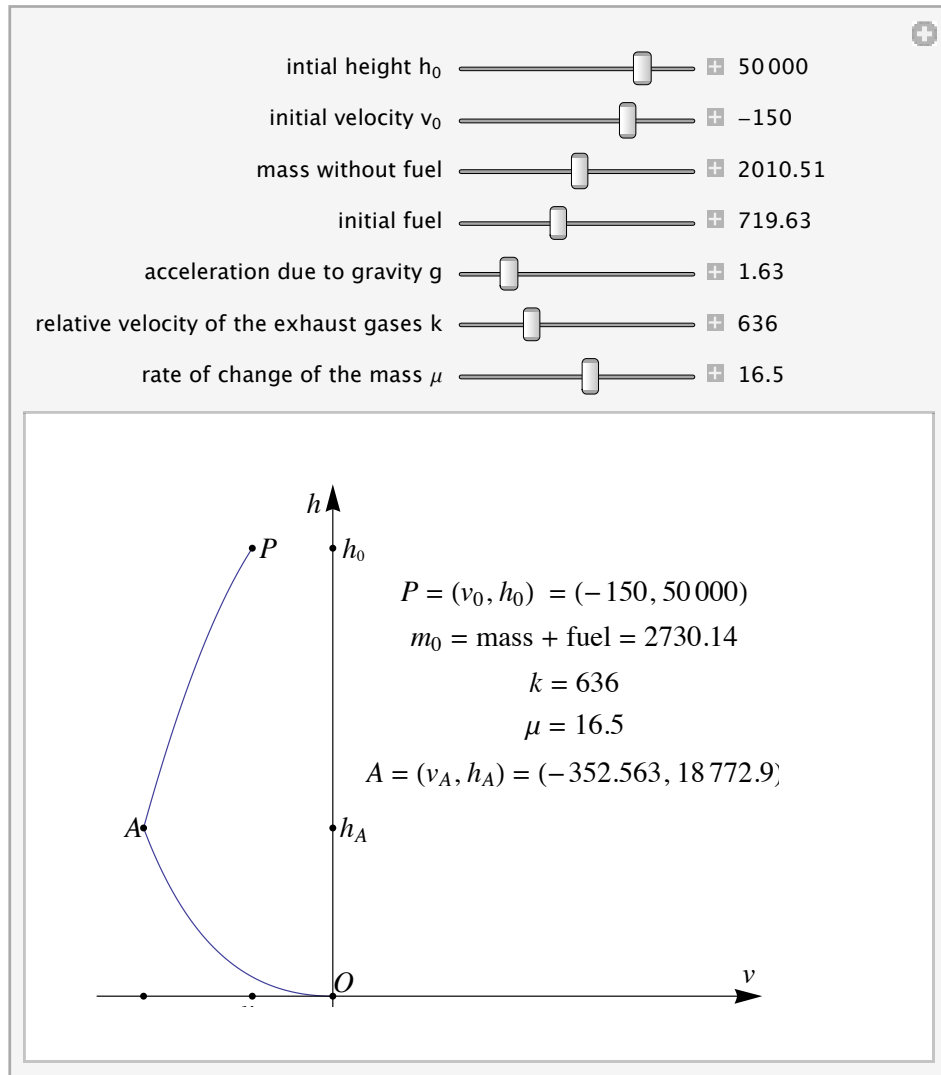 intial height h₀ 50 000
initial velocity v₀ −150
mass without fuel 2010.51
initial fuel 719.63
acceleration due to gravity g 1.63
relative velocity of the exhaust gases k 636
rate of change of the mass μ 16.5
h
P h₀
P = (v₀, h₀) = (− 150, 50 000)
m₀ = mass + fuel = 2730.14
k = 636
μ = 16.5
A = (v_A, h_A) = (− 352.563, 18 772.9)
A h_A
O
v